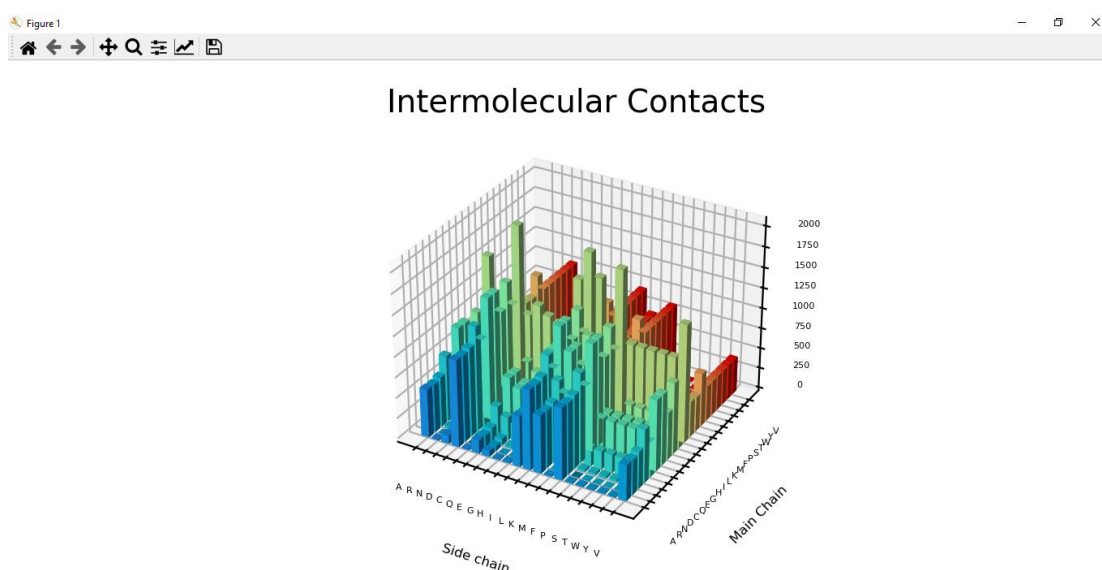 Figure 1
Intermolecular Contacts
2000
1750
1500
1250
1000
750
500
250
0
A R N D C Q E G H I L K M F P S T W Y V
Side chain
A R N D C Q E G H I L K M F P S T W Y V
Main Chain